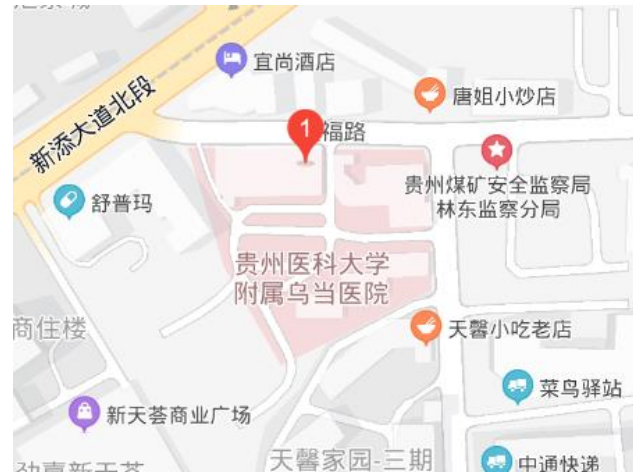 宜尚酒店
唐姐小炒店
新添大道北段
1
福路
贵州煤矿安全监察局
林东监察分局
舒普玛
贵州医科大学
附属乌当医院
商住楼
天馨小吃老店
菜鸟驿站
新天荟商业广场
天馨家园-三期
中通快递